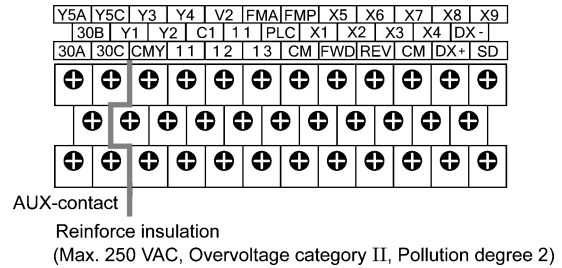 Y5A Y5C Y3 Y4 V2 FMA FMP X5 X6 X7 X8 X9
30B Y1 Y2 C1 11 PLC X1 X2 X3 X4 DX-
30A 30C CMY 11 12 13 CM FWD REV CM DX+ SD
AUX-contact
Reinforce insulation
(Max. 250 VAC, Overvoltage category II, Pollution degree 2)